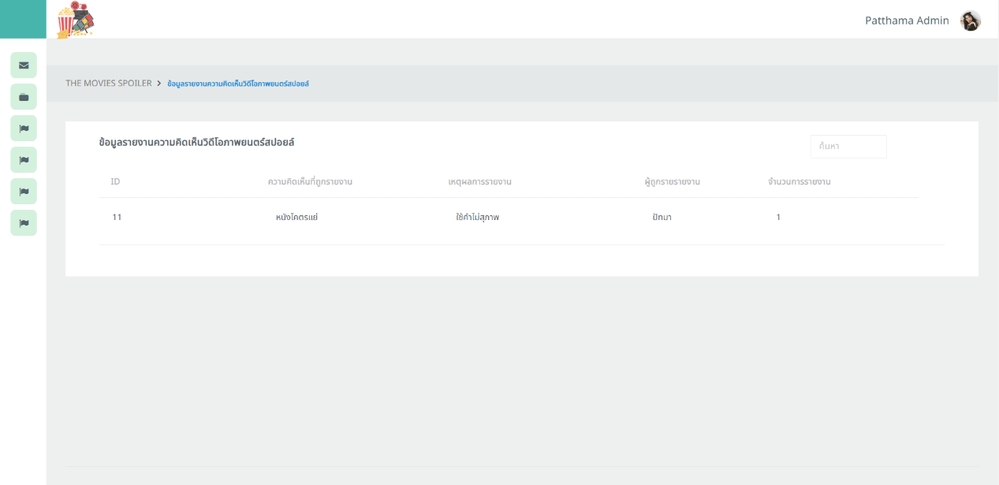 Patthama Admin
THE MOVIES SPOILER > ข้อมูลรายงานความคิดเห็นวิดีโอภาพยนตร์สปอยล์
ข้อมูลรายงานความคิดเห็นวิดีโอภาพยนตร์สปอยล์
ค้นหา
ID ความคิดเห็นที่ถูกรายงาน เหตุผลการรายงาน ผู้ถูกรายรายงาน จำนวนการรายงาน
11 หนังโคตรแย่ ใช้คำไม่สุภาพ ปัทมา 1